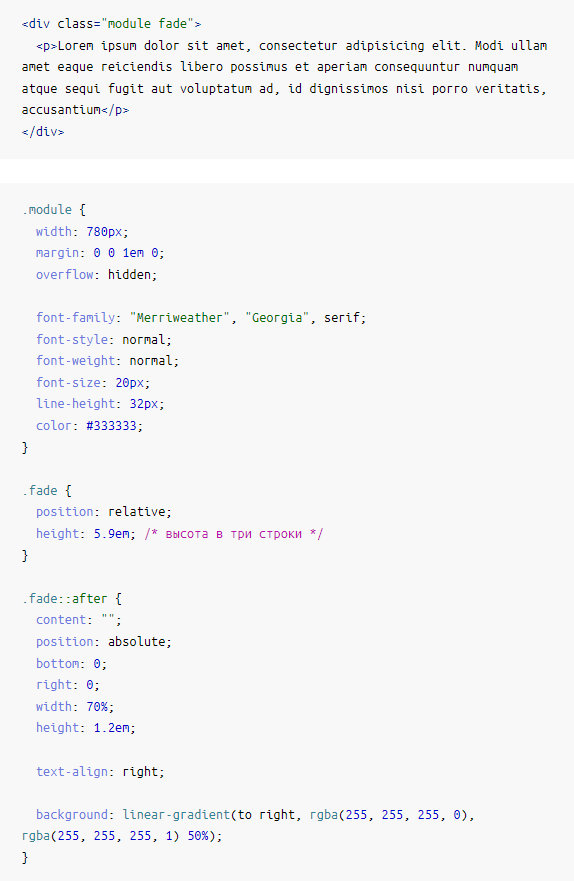 <div class="module fade">
  <p>Lorem ipsum dolor sit amet, consectetur adipisicing elit. Modi ullam
amet eaque reiciendis libero possimus et aperiam consequuntur numquam
atque sequi fugit aut voluptatum ad, id dignissimos nisi porro veritatis,
accusantium</p>
</div>

.module {
  width: 780px;
  margin: 0 0 1em 0;
  overflow: hidden;

  font-family: "Merriweather", "Georgia", serif;
  font-style: normal;
  font-weight: normal;
  font-size: 20px;
  line-height: 32px;
  color: #333333;
}

.fade {
  position: relative;
  height: 5.9em; /* высота в три строки */
}

.fade::after {
  content: "";
  position: absolute;
  bottom: 0;
  right: 0;
  width: 70%;
  height: 1.2em;

  text-align: right;

  background: linear-gradient(to right, rgba(255, 255, 255, 0),
rgba(255, 255, 255, 1) 50%);
}